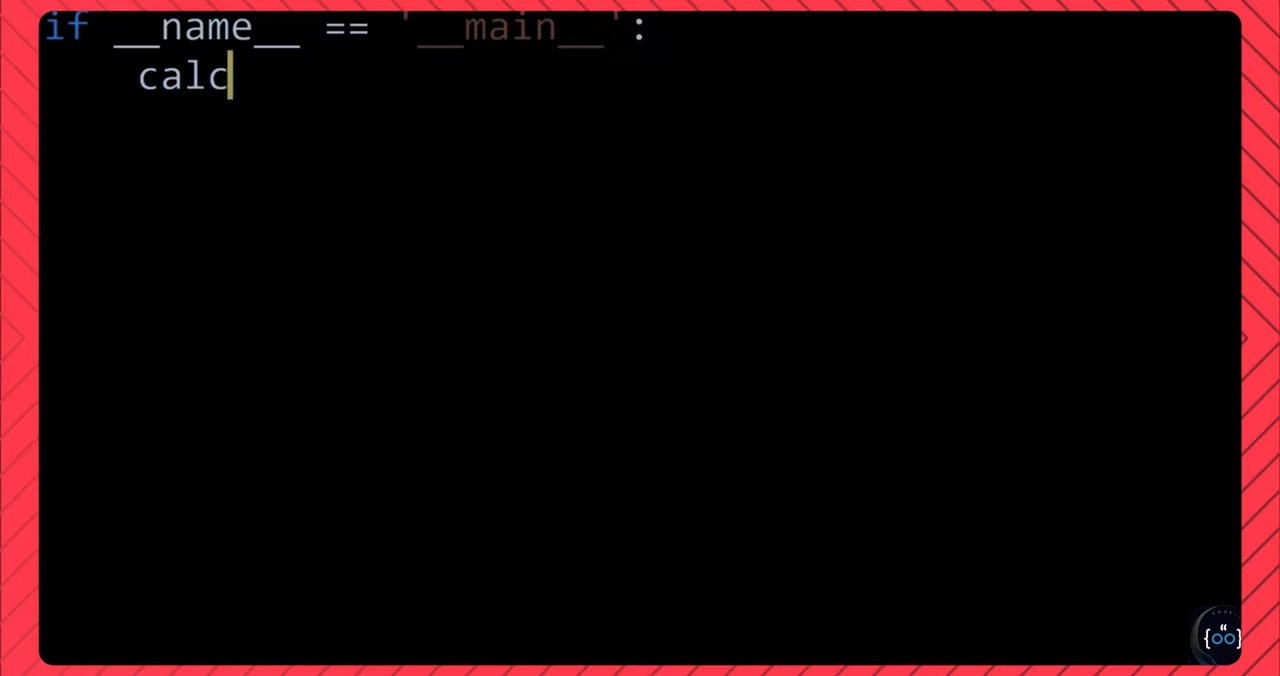 if __name__ == '__main__':
    calc